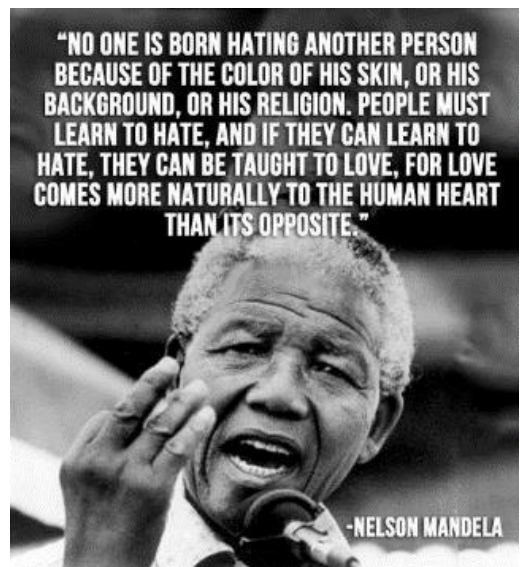 “NO ONE IS BORN HATING ANOTHER PERSON
BECAUSE OF THE COLOR OF HIS SKIN, OR HIS
BACKGROUND, OR HIS RELIGION. PEOPLE MUST
LEARN TO HATE, AND IF THEY CAN LEARN TO
HATE, THEY CAN BE TAUGHT TO LOVE, FOR LOVE
COMES MORE NATURALLY TO THE HUMAN HEART
THAN ITS OPPOSITE.”
-NELSON MANDELA